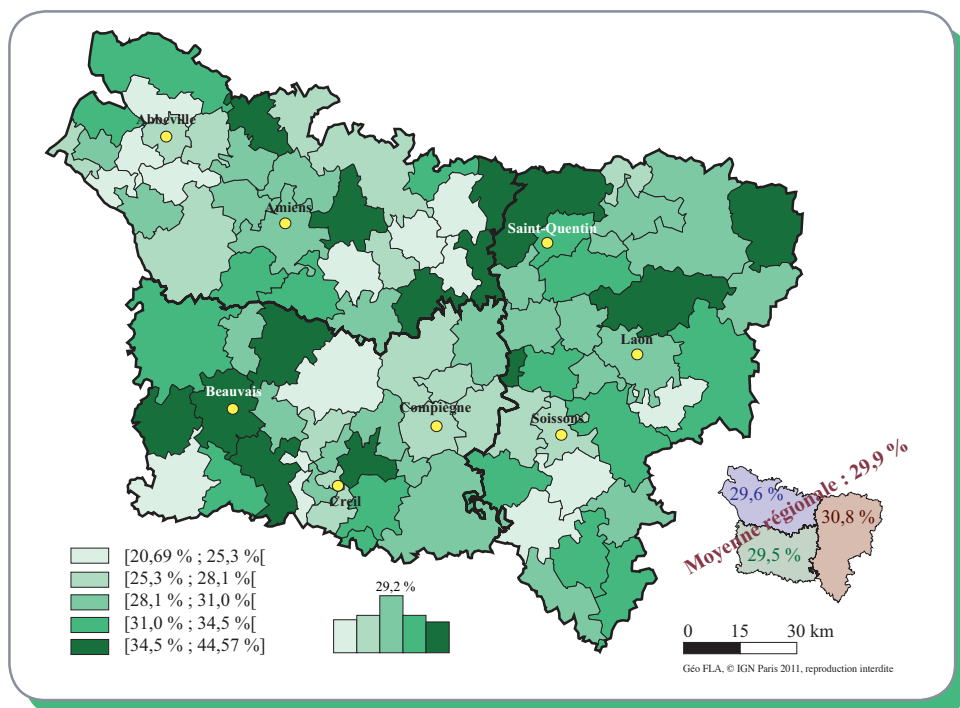 Abbeville
Amiens
Saint-Quentin
Laon
Beauvais
Compiegne
Soissons
Creil
Moyenne régionale : 29,9 %
29,6 %
30,8 %
29,5 %
[20,69 % ; 25,3 %[
[25,3 % ; 28,1 %[
[28,1 % ; 31,0 %[
[31,0 % ; 34,5 %[
[34,5 % ; 44,57 %]
29,2 %
0 15 30 km
Géo FLA, © IGN Paris 2011, reproduction interdite